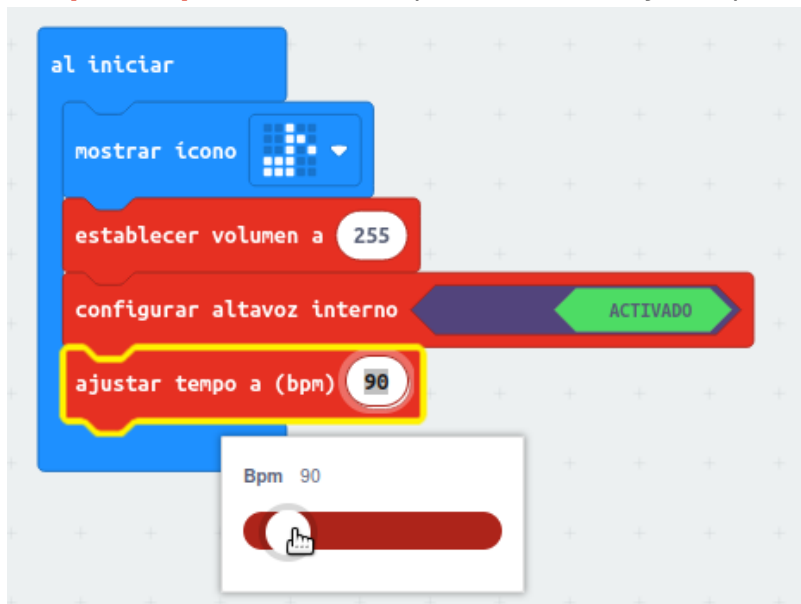 al iniciar
mostrar ícono
establecer volumen a 255
configurar altavoz interno ACTIVADO
ajustar tempo a (bpm) 90
Bpm 90